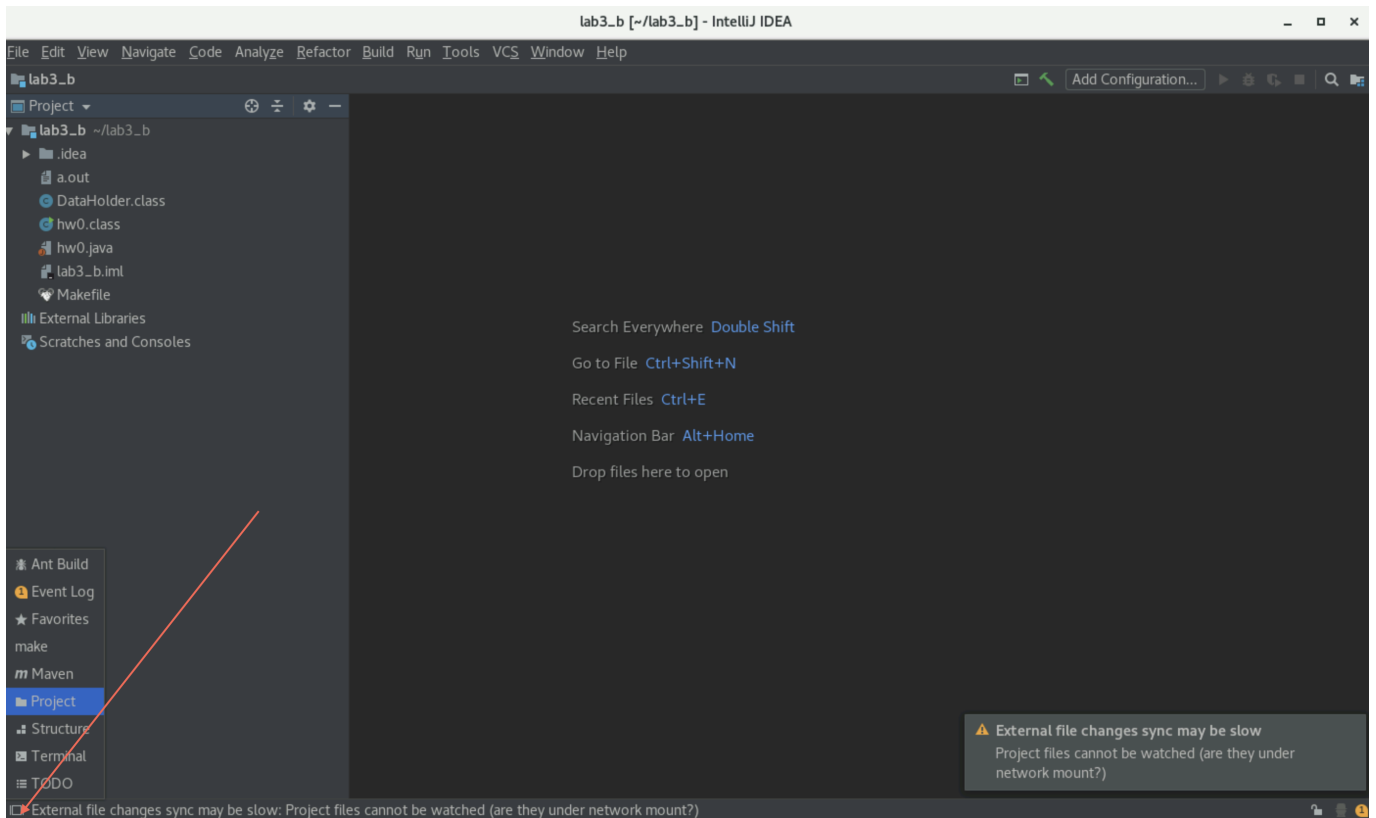 lab3_b [~/lab3_b] - IntelliJ IDEA
File Edit View Navigate Code Analyze Refactor Build Run Tools VCS Window Help
lab3_b
Add Configuration...
Project
lab3_b ~/lab3_b
.idea
a.out
DataHolder.class
hw0.class
hw0.java
lab3_b.iml
Makefile
External Libraries
Scratches and Consoles
Search Everywhere Double Shift
Go to File Ctrl+Shift+N
Recent Files Ctrl+E
Navigation Bar Alt+Home
Drop files here to open
Ant Build
1 Event Log
Favorites
make
m Maven
Project
Structure
Terminal
TODO
External file changes sync may be slow
Project files cannot be watched (are they under
network mount?)
External file changes sync may be slow: Project files cannot be watched (are they under network mount?)
1